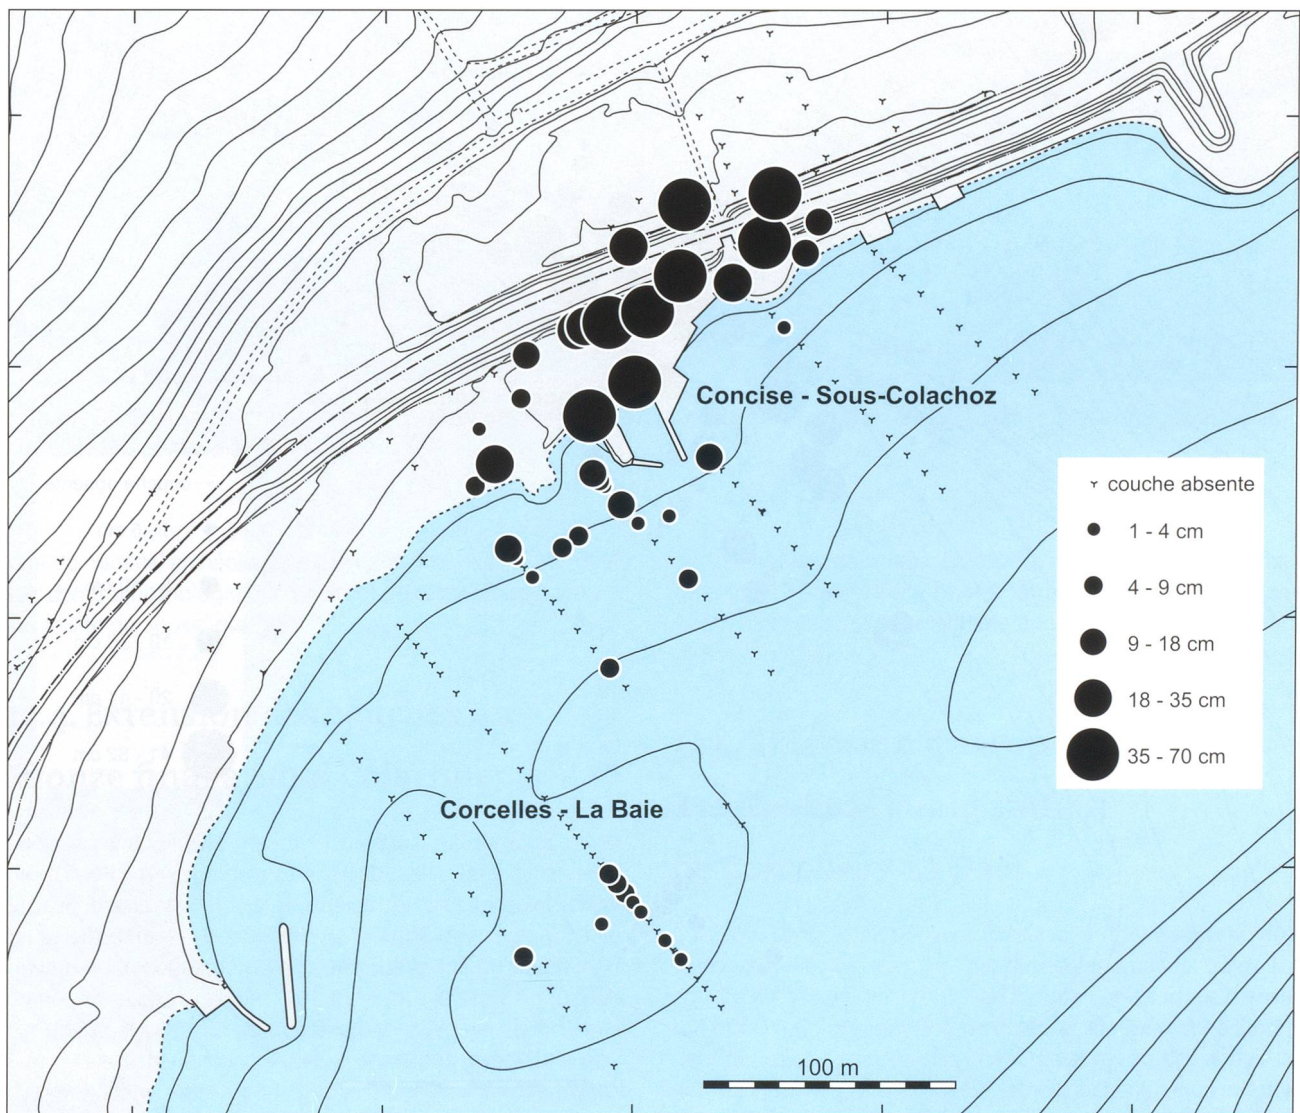 Concise - Sous-Colachoz
couche absente
1 - 4 cm
4 - 9 cm
9 - 18 cm
18 - 35 cm
35 - 70 cm
Corcelles - La Baie
100 m